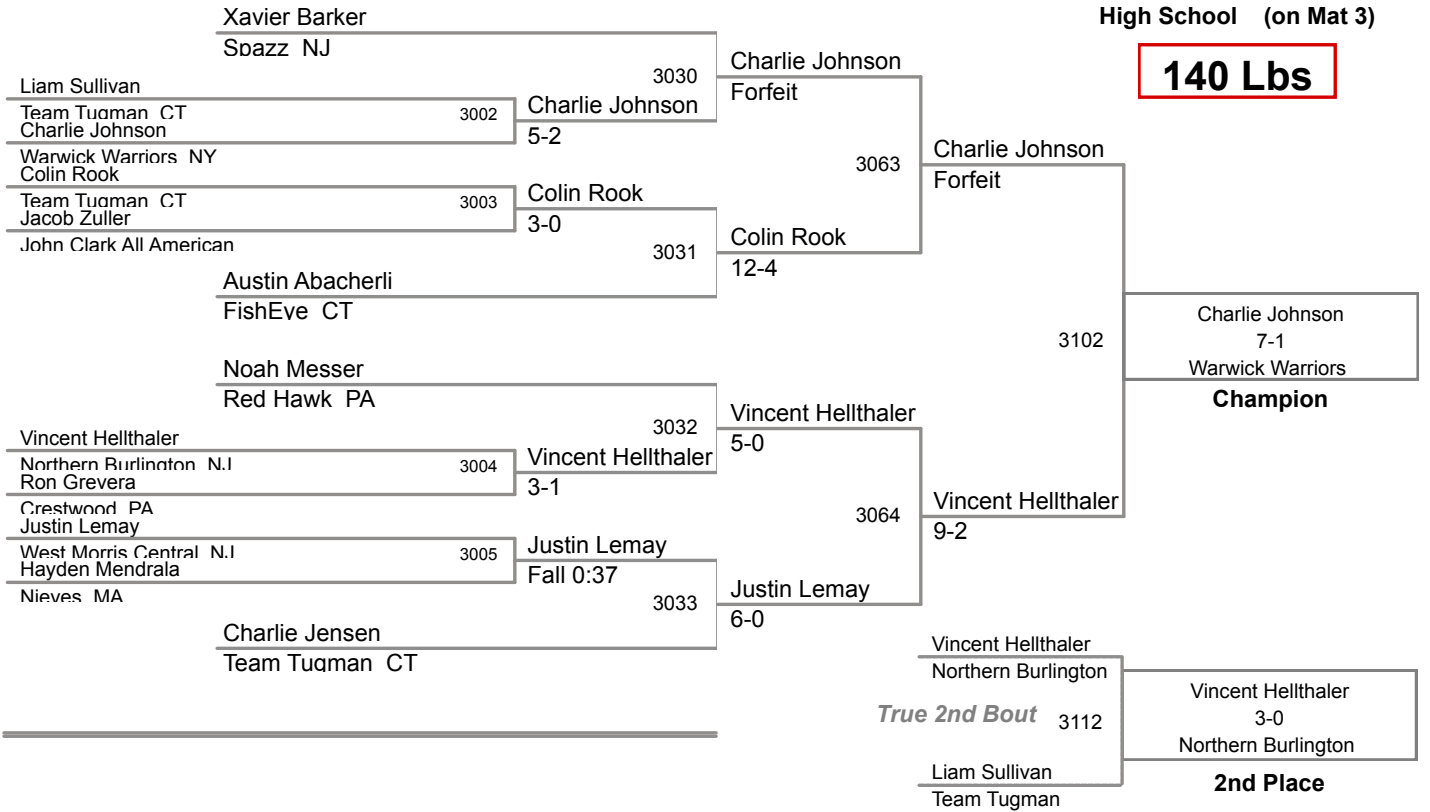 Xavier Barker
Spazz NJ
High School (on Mat 3)
140 Lbs
Liam Sullivan
Team Tugman CT
3002
Charlie Johnson
Warwick Warriors NY
Charlie Johnson
5-2
3030
Charlie Johnson
Forfeit
Colin Rook
Team Tugman CT
3003
Jacob Zuller
John Clark All American
Colin Rook
3-0
3031
Colin Rook
12-4
Austin Abacherli
FishEye CT
3063
Charlie Johnson
Forfeit
Noah Messer
Red Hawk PA
3032
Vincent Hellthaler
5-0
Vincent Hellthaler
Northern Burlington NJ
3004
Ron Grevera
Crestwood PA
Vincent Hellthaler
3-1
Justin Lemay
West Morris Central NJ
3005
Hayden Mendrala
Nieves MA
Justin Lemay
Fall 0:37
3033
Justin Lemay
6-0
Charlie Jensen
Team Tugman CT
3064
Vincent Hellthaler
9-2
3102
Charlie Johnson
7-1
Warwick Warriors
Champion
Vincent Hellthaler
Northern Burlington
True 2nd Bout
3112
Liam Sullivan
Team Tugman
Vincent Hellthaler
3-0
Northern Burlington
2nd Place